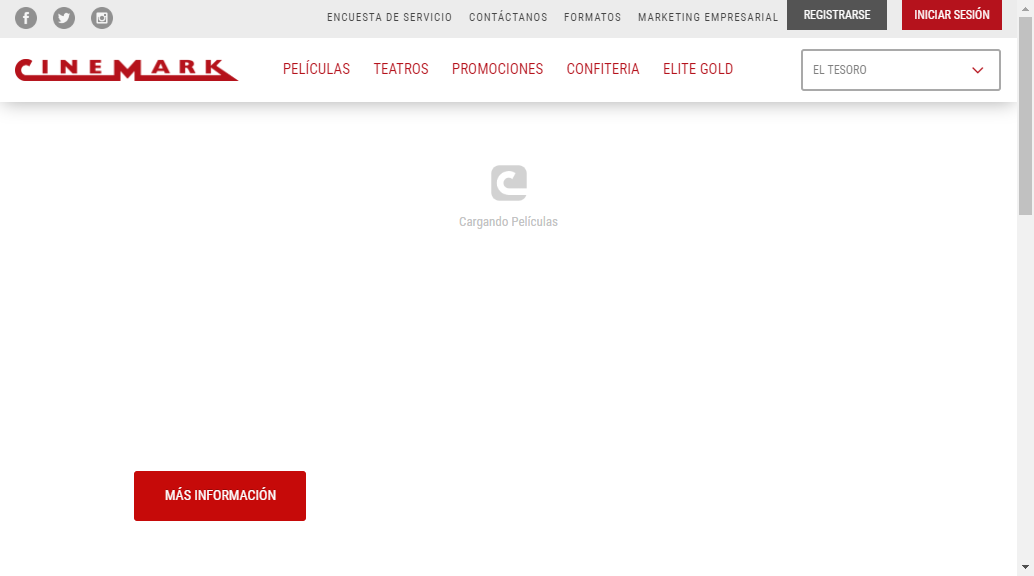 ENCUESTA DE SERVICIO CONTÁCTANOS FORMATOS MARKETING EMPRESARIAL REGISTRARSE INICIAR SESIÓN
CINEMARK PELÍCULAS TEATROS PROMOCIONES CONFITERIA ELITE GOLD EL TESORO
Cargando Películas
MÁS INFORMACIÓN